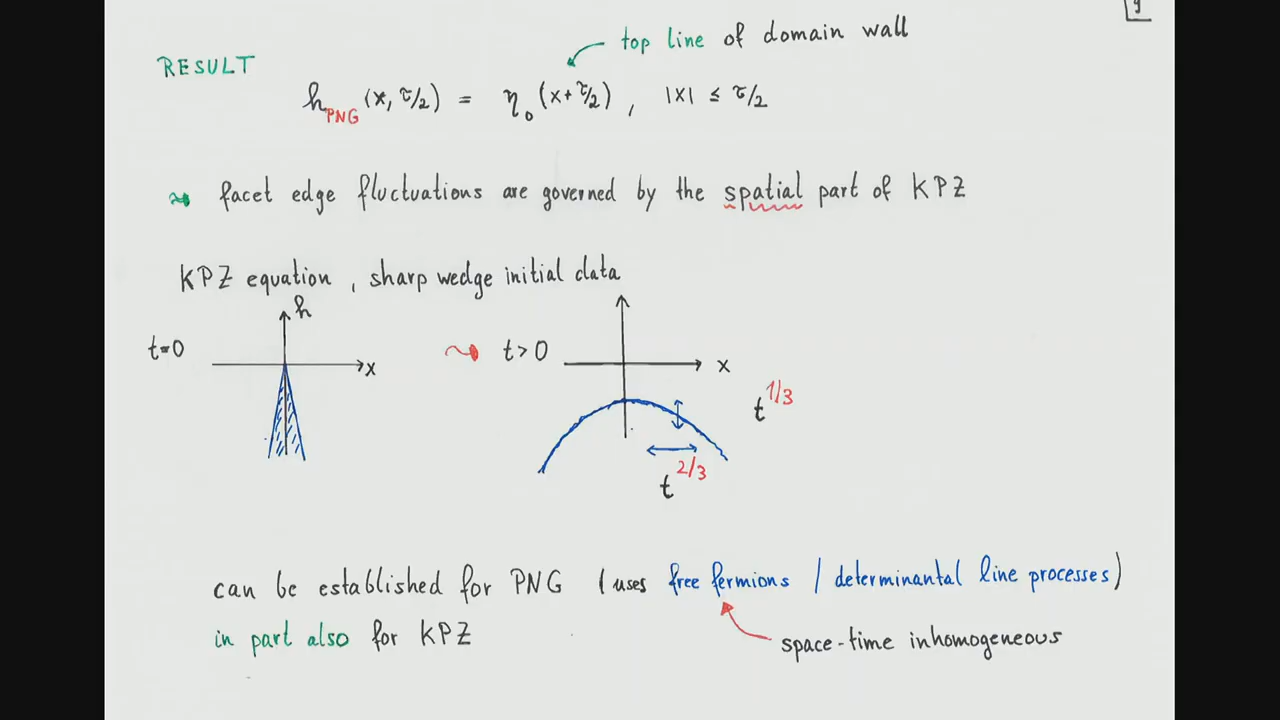 9
top line of domain wall
RESULT
h_PNG (x, τ/2) = η_0 (x+τ/2), |x| ≤ τ/2
⇝ facet edge fluctuations are governed by the spatial part of KPZ
KPZ equation, sharp wedge initial data
h
t=0
x
⇝ t>0
x
t^1/3
t^2/3
can be established for PNG (uses free fermions / determinantal line processes)
in part also for KPZ
space-time inhomogeneous